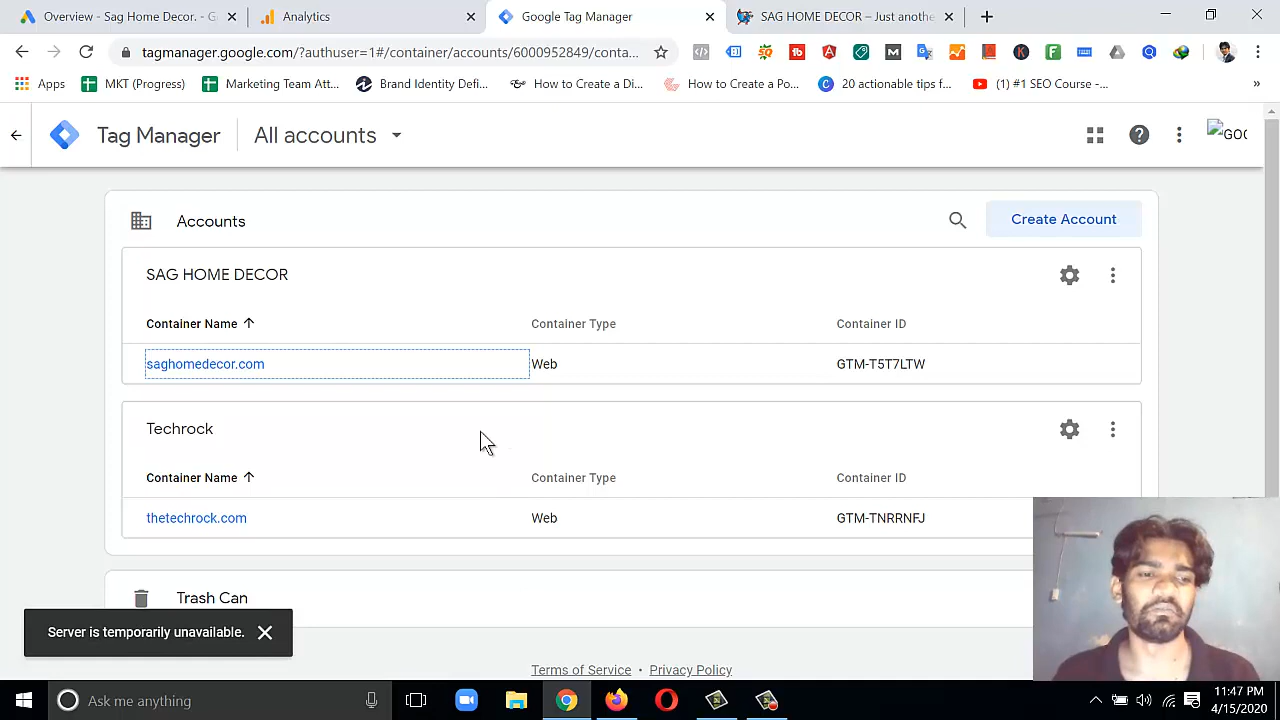 Overview - Sag Home Decor. - G
Analytics
Google Tag Manager
SAG HOME DECOR – Just anothe
tagmanager.google.com/?authuser=1#/container/accounts/6000952849/conta...
Apps
MKT (Progress)
Marketing Team Att...
Brand Identity Defi...
How to Create a Di...
How to Create a Po...
20 actionable tips f...
(1) #1 SEO Course -...
»
Tag Manager
All accounts
GOO
Accounts
Create Account
SAG HOME DECOR
Container Name
Container Type
Container ID
saghomedecor.com
Web
GTM-T5T7LTW
Techrock
Container Name
Container Type
Container ID
thetechrock.com
Web
GTM-TNRRNFJ
Trash Can
Server is temporarily unavailable.
Terms of Service • Privacy Policy
Ask me anything
11:47 PM
4/15/2020